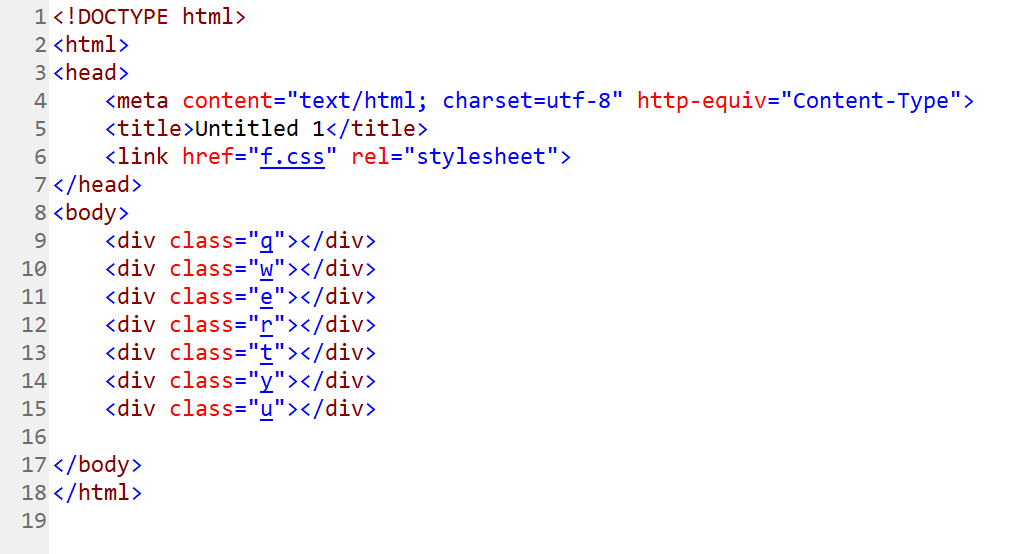 1 <!DOCTYPE html>
2 <html>
3 <head>
4     <meta content="text/html; charset=utf-8" http-equiv="Content-Type">
5     <title>Untitled 1</title>
6     <link href="f.css" rel="stylesheet">
7 </head>
8 <body>
9     <div class="q"></div>
10     <div class="w"></div>
11     <div class="e"></div>
12     <div class="r"></div>
13     <div class="t"></div>
14     <div class="y"></div>
15     <div class="u"></div>
16
17 </body>
18 </html>
19